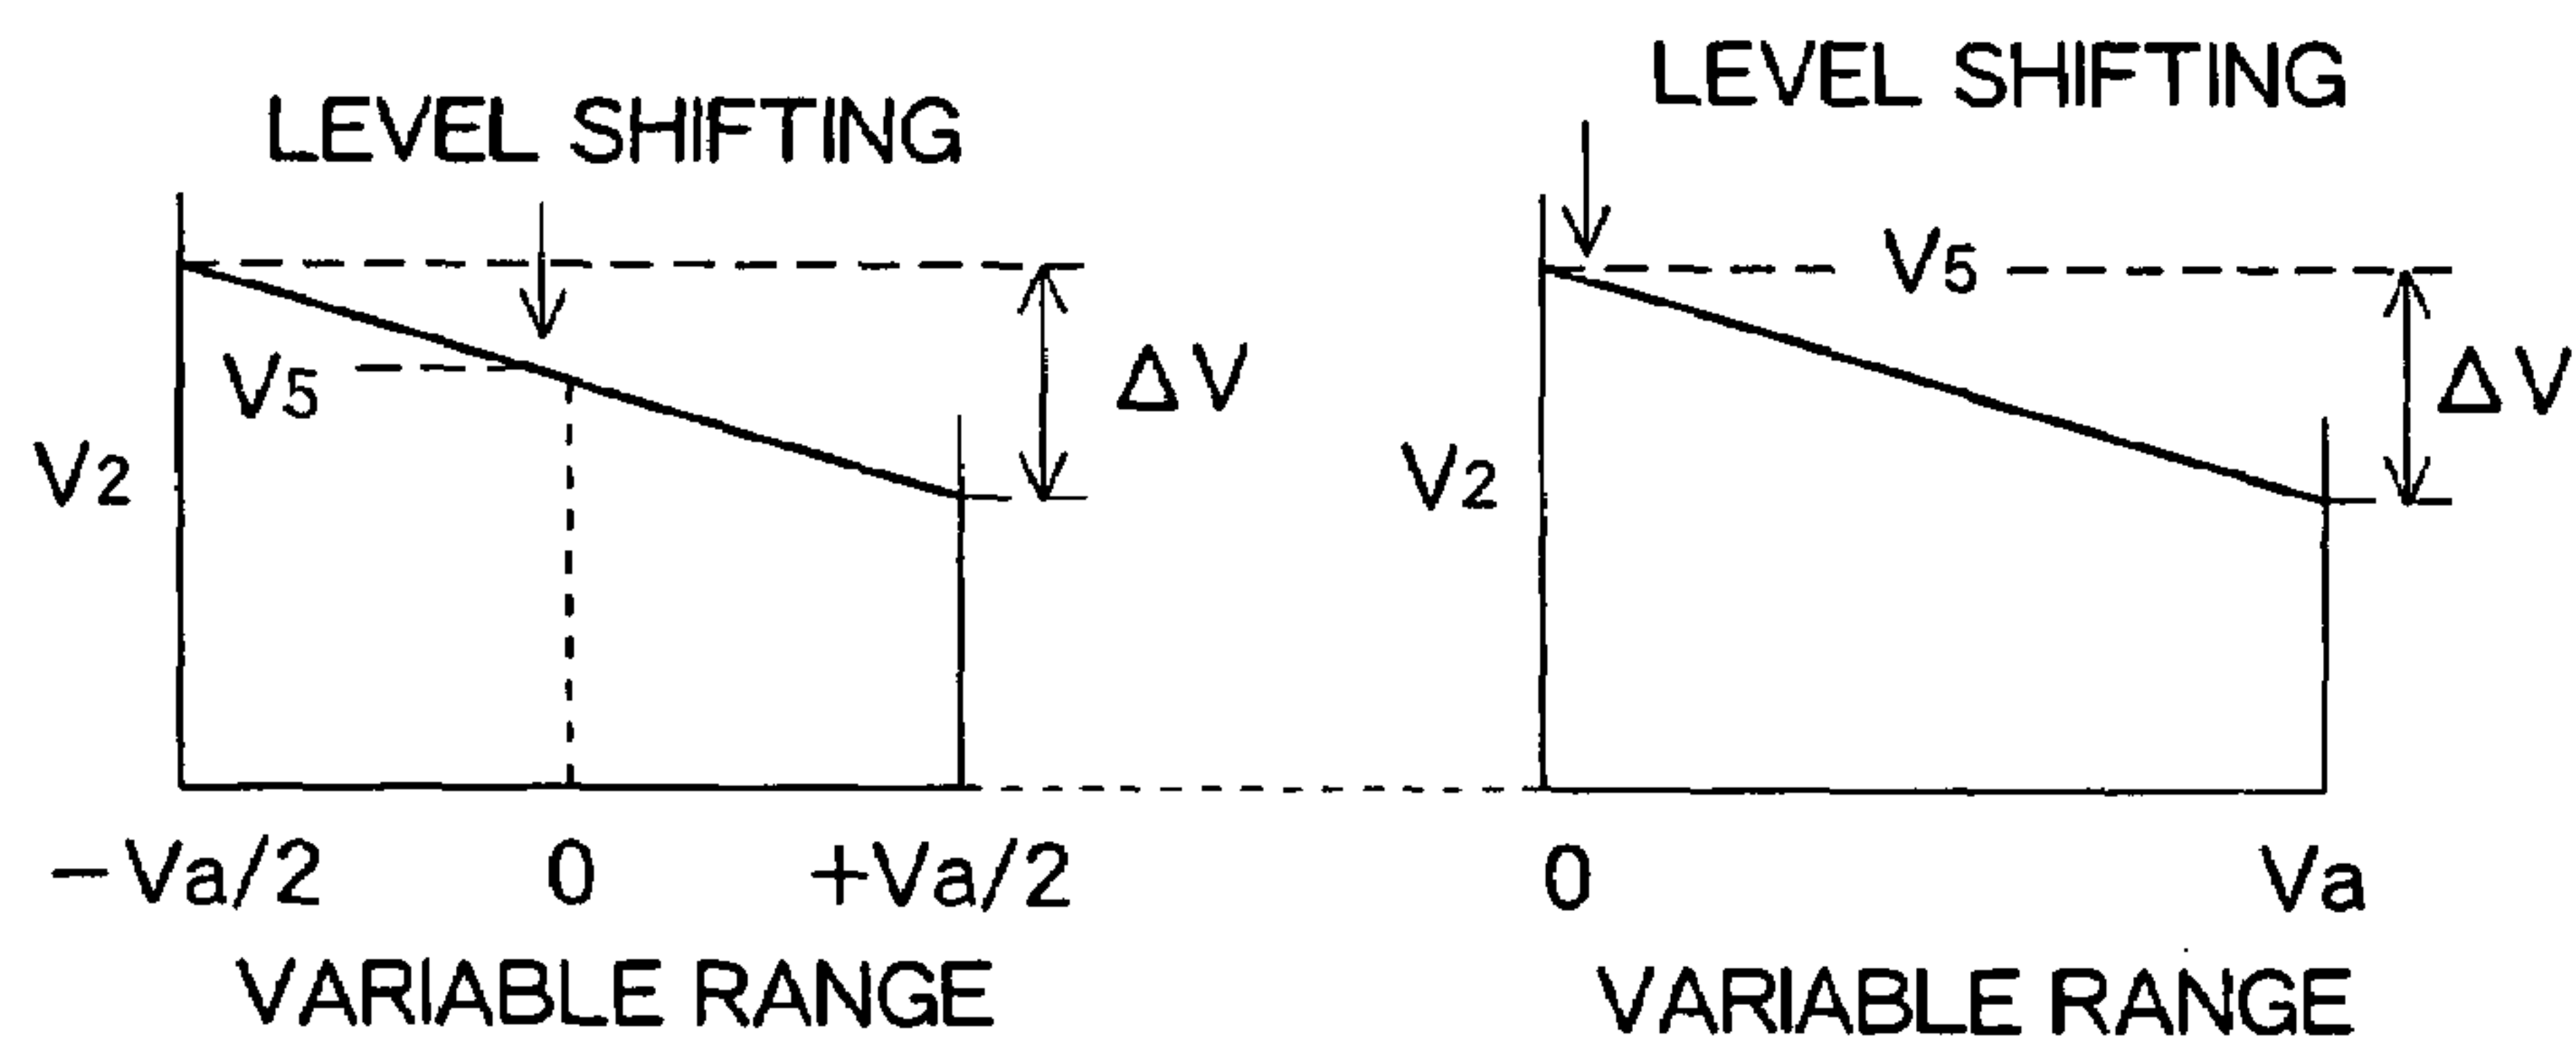 LEVEL SHIFTING
V5
V2
ΔV
−Va/2 0 +Va/2
VARIABLE RANGE
LEVEL SHIFTING
V5
V2
ΔV
0 Va
VARIABLE RANGE